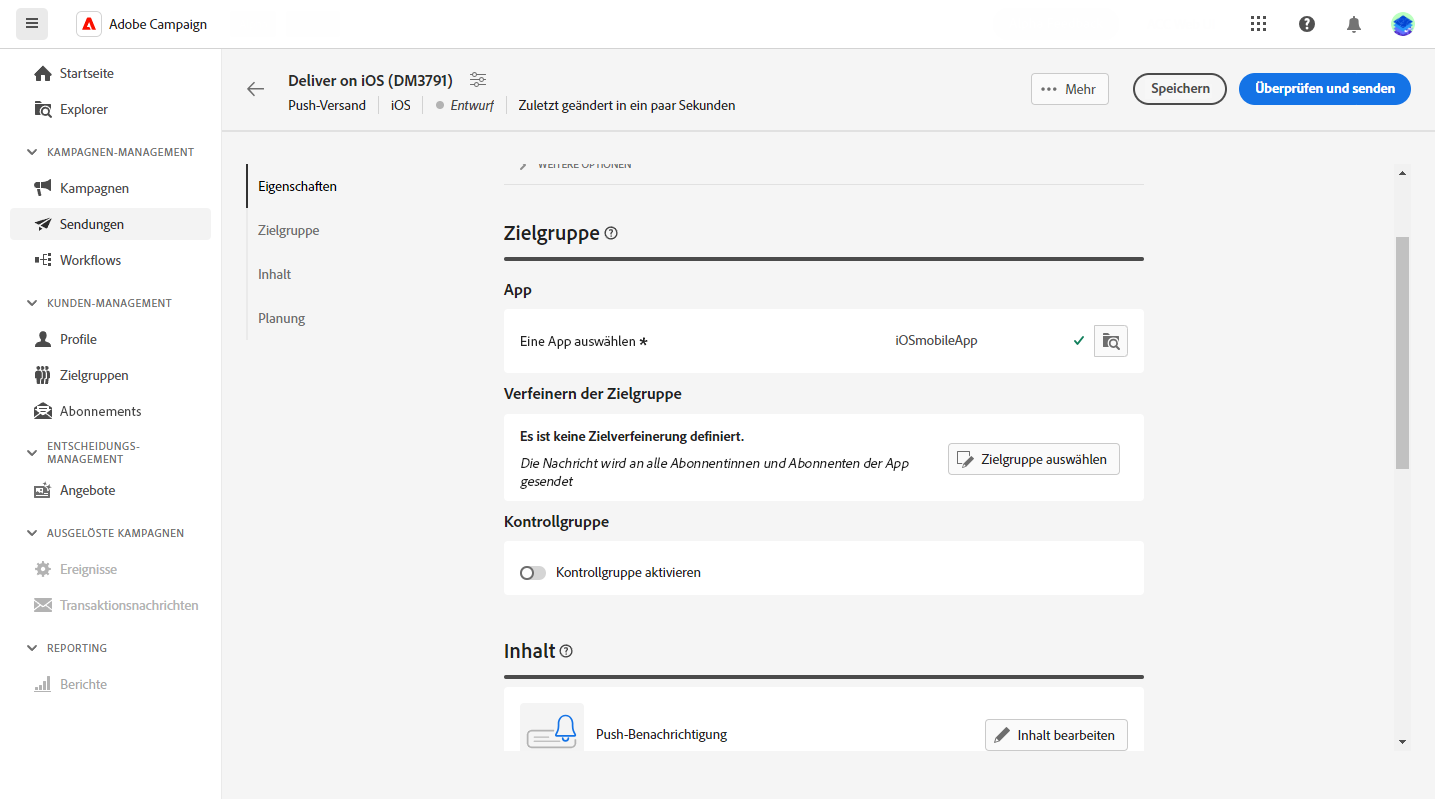 Adobe Campaign
Startseite
Explorer
KAMPAGNEN-MANAGEMENT
Kampagnen
Sendungen
Workflows
KUNDEN-MANAGEMENT
Profile
Zielgruppen
Abonnements
ENTSCHEIDUNGS-
MANAGEMENT
Angebote
AUSGELÖSTE KAMPAGNEN
Ereignisse
Transaktionsnachrichten
REPORTING
Berichte
Deliver on iOS (DM3791)
Push-Versand iOS Entwurf Zuletzt geändert in ein paar Sekunden
Mehr
Speichern
Überprüfen und senden
Eigenschaften
Zielgruppe
Inhalt
Planung
WEITERE OPTIONEN
Zielgruppe
App
Eine App auswählen * iOSmobileApp
Verfeinern der Zielgruppe
Es ist keine Zielverfeinerung definiert.
Die Nachricht wird an alle Abonnentinnen und Abonnenten der App
gesendet
Zielgruppe auswählen
Kontrollgruppe
Kontrollgruppe aktivieren
Inhalt
Push-Benachrichtigung
Inhalt bearbeiten